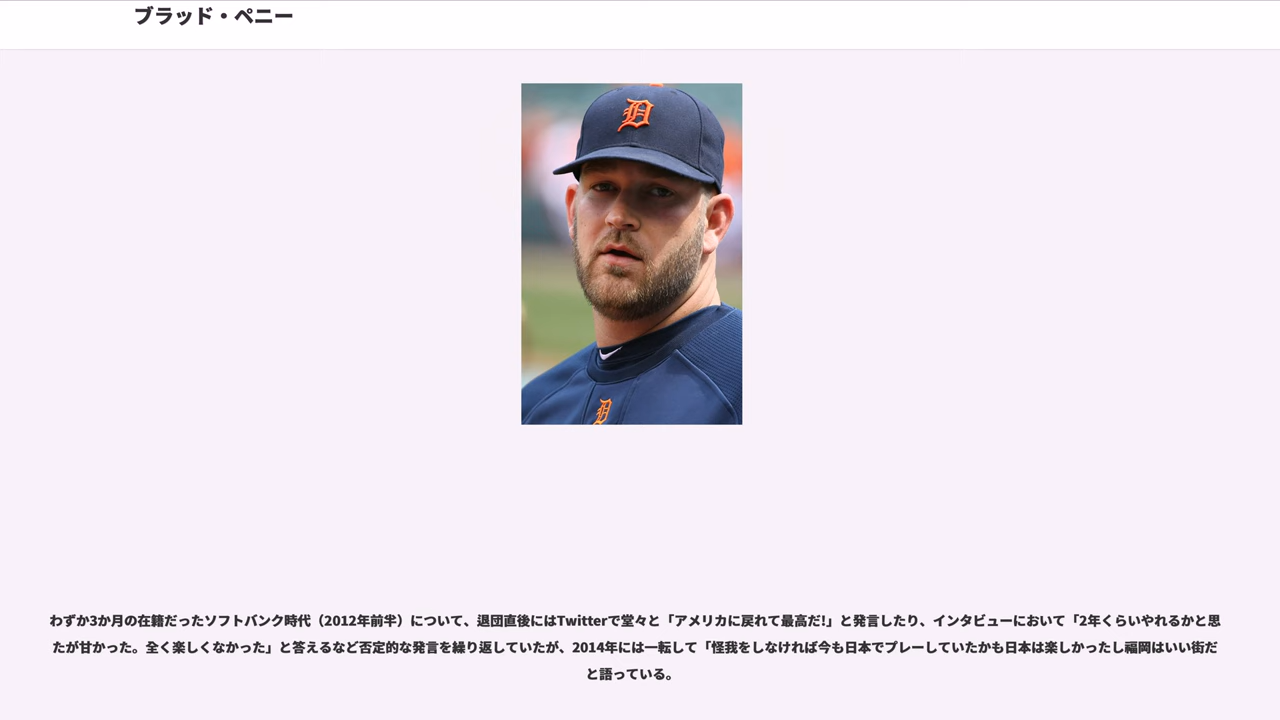 ブラッド・ペニー
D
D
わずか3か月の在籍だったソフトバンク時代（2012年前半）について、退団直後にはTwitterで堂々と「アメリカに戻れて最高だ!」と発言したり、インタビューにおいて「2年くらいやれるかと思
たが甘かった。全く楽しくなかった」と答えるなど否定的な発言を繰り返していたが、2014年には一転して「怪我をしなければ今も日本でプレーしていたかも日本は楽しかったし福岡はいい街だ
と語っている。